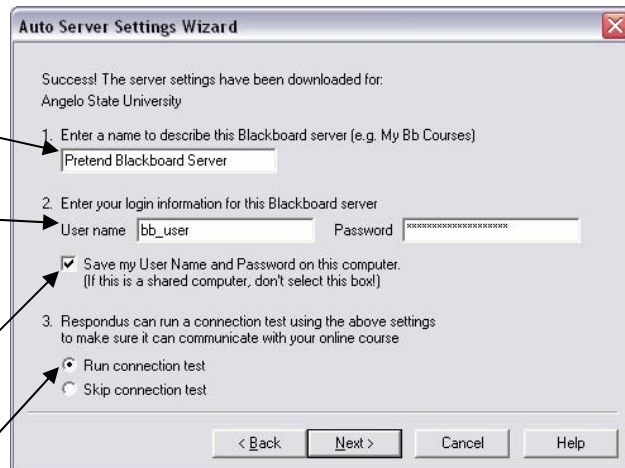 Auto Server Settings Wizard
Success! The server settings have been downloaded for:
Angelo State University
1. Enter a name to describe this Blackboard server (e.g. My Bb Courses)
Pretend Blackboard Server
2. Enter your login information for this Blackboard server
User name bb_user Password ********************
Save my User Name and Password on this computer.
(If this is a shared computer, don't select this box!)
3. Respondus can run a connection test using the above settings
to make sure it can communicate with your online course
Run connection test
Skip connection test
< Back Next > Cancel Help